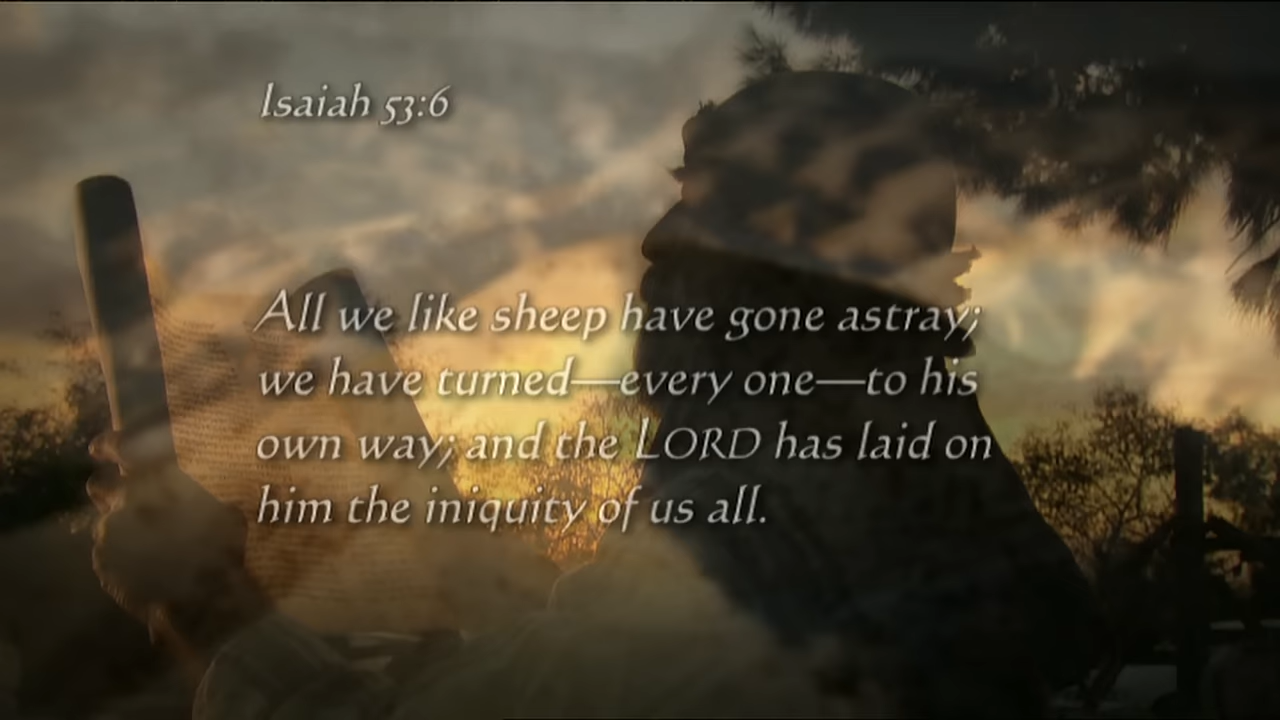 Isaiah 53:6
All we like sheep have gone astray;
we have turned—every one—to his
own way; and the LORD has laid on
him the iniquity of us all.